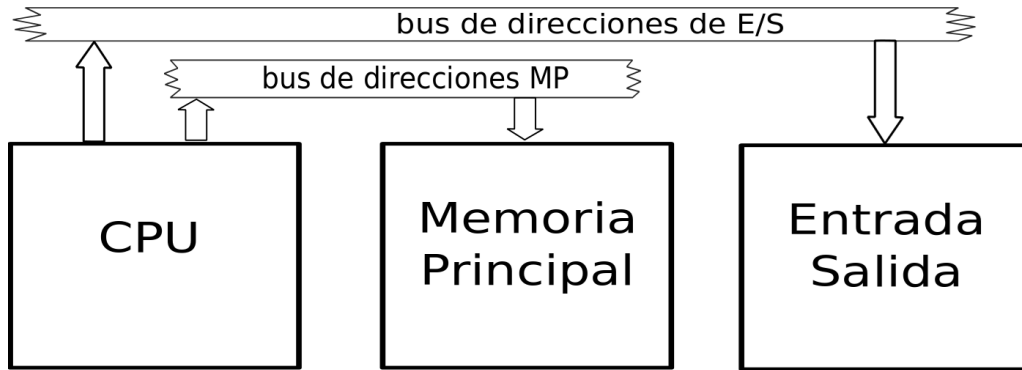 bus de direcciones de E/S
bus de direcciones MP
CPU
Memoria
Principal
Entrada
Salida